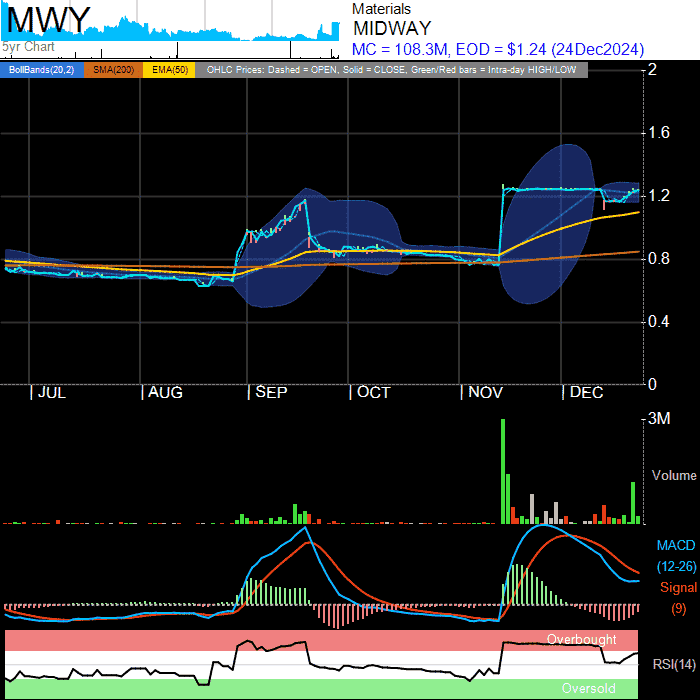 MWY
5yr Chart
Materials
MIDWAY
MC = 108.3M, EOD = $1.24 (24Dec2024)
BollBands(20,2) SMA(200) EMA(50) OHLC Prices: Dashed = OPEN, Solid = CLOSE, Green/Red bars = Intra-day HIGH/LOW
2
1.6
1.2
0.8
0.4
0
JUL AUG SEP OCT NOV DEC
3M
Volume
MACD
(12-26)
Signal
(9)
Overbought
RSI(14)
Oversold